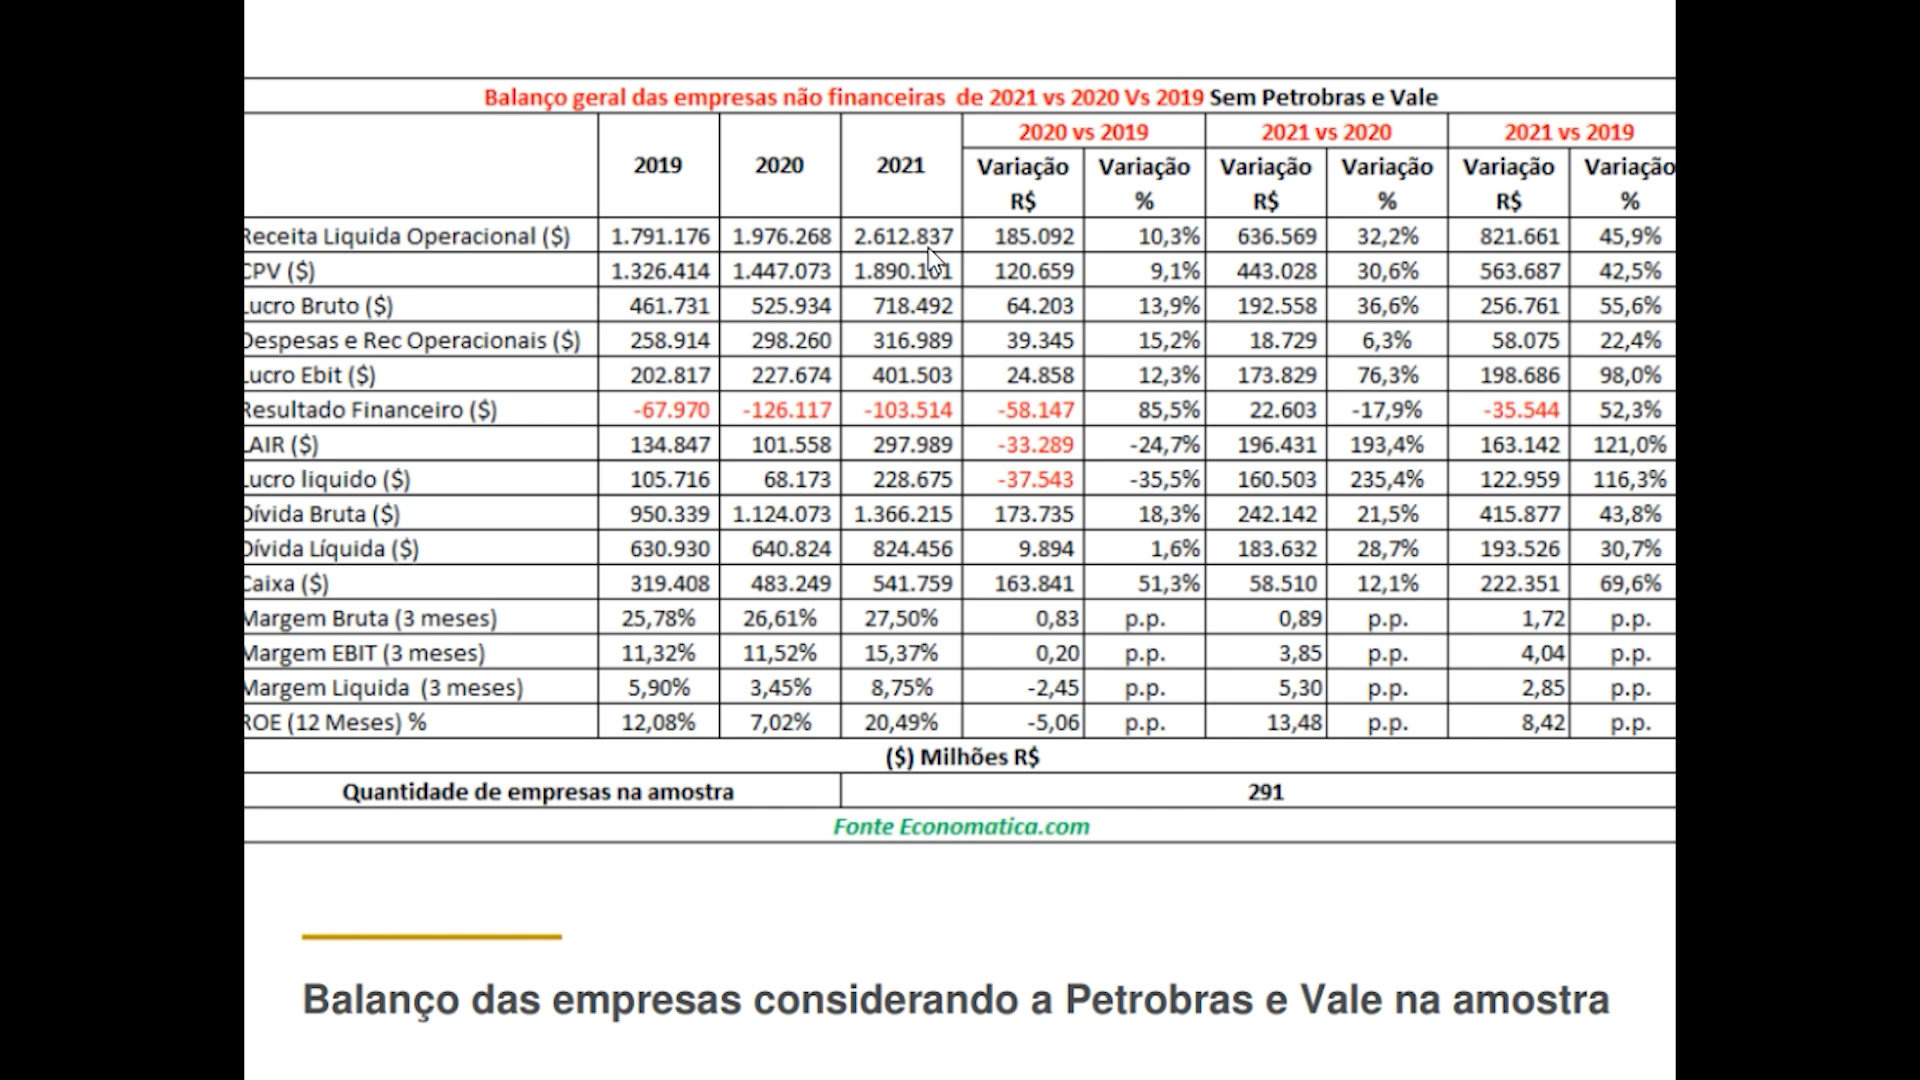 Balanço geral das empresas não financeiras de 2021 vs 2020 Vs 2019 Sem Petrobras e Vale
2020 vs 2019 2021 vs 2020 2021 vs 2019
2019 2020 2021 Variação R$ Variação % Variação R$ Variação % Variação R$ Variação %
Receita Liquida Operacional ($) 1.791.176 1.976.268 2.612.837 185.092 10,3% 636.569 32,2% 821.661 45,9%
CPV ($) 1.326.414 1.447.073 1.890.101 120.659 9,1% 443.028 30,6% 563.687 42,5%
Lucro Bruto ($) 461.731 525.934 718.492 64.203 13,9% 192.558 36,6% 256.761 55,6%
Despesas e Rec Operacionais ($) 258.914 298.260 316.989 39.345 15,2% 18.729 6,3% 58.075 22,4%
Lucro Ebit ($) 202.817 227.674 401.503 24.858 12,3% 173.829 76,3% 198.686 98,0%
Resultado Financeiro ($) -67.970 -126.117 -103.514 -58.147 85,5% 22.603 -17,9% -35.544 52,3%
LAIR ($) 134.847 101.558 297.989 -33.289 -24,7% 196.431 193,4% 163.142 121,0%
Lucro liquido ($) 105.716 68.173 228.675 -37.543 -35,5% 160.503 235,4% 122.959 116,3%
Dívida Bruta ($) 950.339 1.124.073 1.366.215 173.735 18,3% 242.142 21,5% 415.877 43,8%
Dívida Líquida ($) 630.930 640.824 824.456 9.894 1,6% 183.632 28,7% 193.526 30,7%
Caixa ($) 319.408 483.249 541.759 163.841 51,3% 58.510 12,1% 222.351 69,6%
Margem Bruta (3 meses) 25,78% 26,61% 27,50% 0,83 p.p. 0,89 p.p. 1,72 p.p.
Margem EBIT (3 meses) 11,32% 11,52% 15,37% 0,20 p.p. 3,85 p.p. 4,04 p.p.
Margem Liquida (3 meses) 5,90% 3,45% 8,75% -2,45 p.p. 5,30 p.p. 2,85 p.p.
ROE (12 Meses) % 12,08% 7,02% 20,49% -5,06 p.p. 13,48 p.p. 8,42 p.p.
($) Milhões R$
Quantidade de empresas na amostra 291
Fonte Economatica.com
Balanço das empresas considerando a Petrobras e Vale na amostra